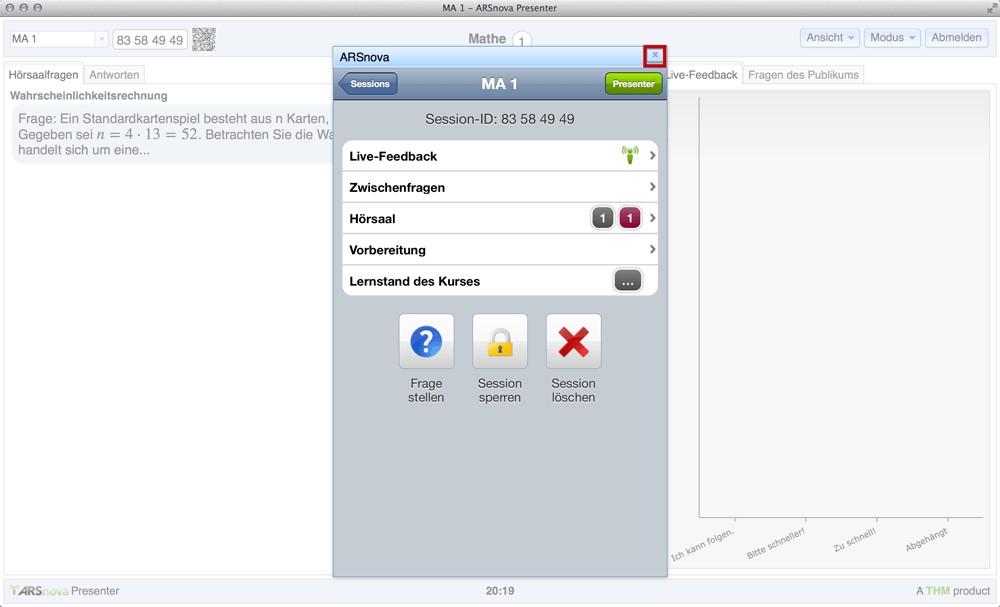 MA 1 – ARSnova Presenter
MA 1
83 58 49 49
Mathe 1
Ansicht
Modus
Abmelden
Hörsaalfragen
Antworten
Wahrscheinlichkeitsrechnung
Frage: Ein Standardkartenspiel besteht aus n Karten,
Gegeben sei n = 4 · 13 = 52. Betrachten Sie die Wa
handelt sich um eine...
ARSnova
×
Sessions
MA 1
Presenter
Session-ID: 83 58 49 49
Live-Feedback
Zwischenfragen
Hörsaal 1 1
Vorbereitung
Lernstand des Kurses ...
?
Frage
stellen
Session
sperren
Session
löschen
Live-Feedback
Fragen des Publikums
Ich kann folgen.
Bitte schneller!
Zu schnell!
Abgehängt
ARSnova Presenter
20:19
A THM product